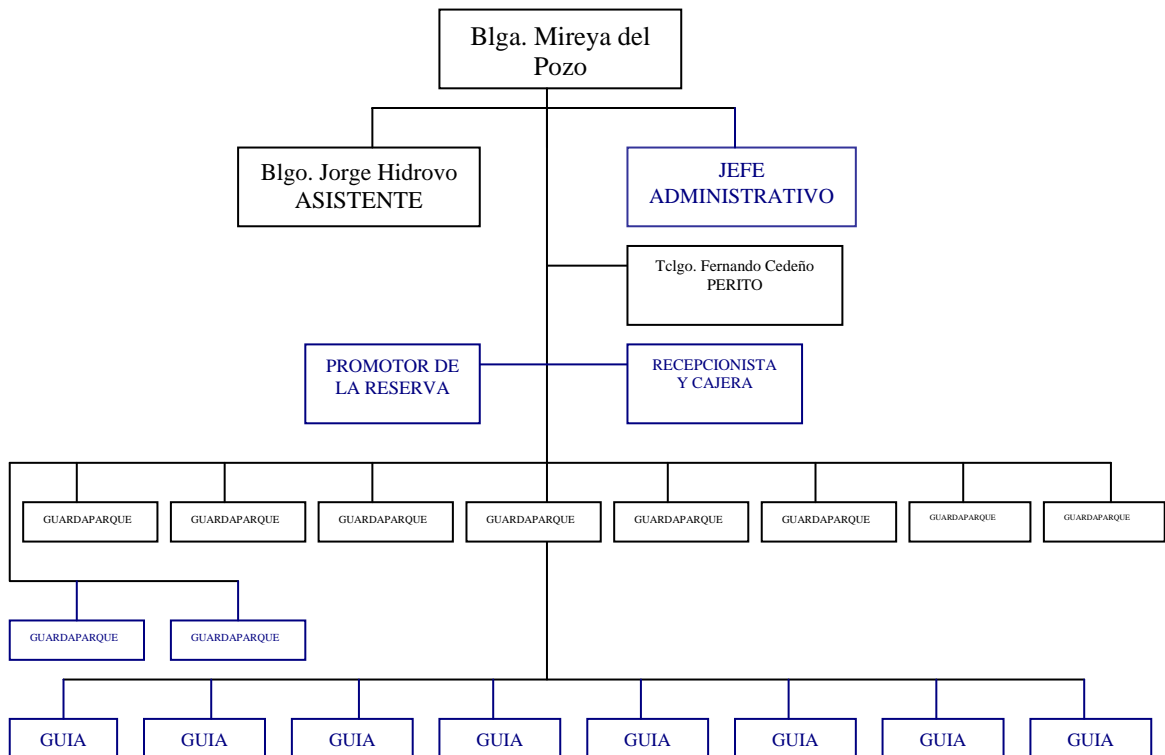 Blga. Mireya del
Pozo
Blgo. Jorge Hidrovo
ASISTENTE
JEFE
ADMINISTRATIVO
Tclgo. Fernando Cedeño
PERITO
PROMOTOR DE
LA RESERVA
RECEPCIONISTA
Y CAJERA
GUARDAPARQUE
GUARDAPARQUE
GUARDAPARQUE
GUARDAPARQUE
GUARDAPARQUE
GUARDAPARQUE
GUARDAPARQUE
GUARDAPARQUE
GUARDAPARQUE
GUARDAPARQUE
GUIA
GUIA
GUIA
GUIA
GUIA
GUIA
GUIA
GUIA